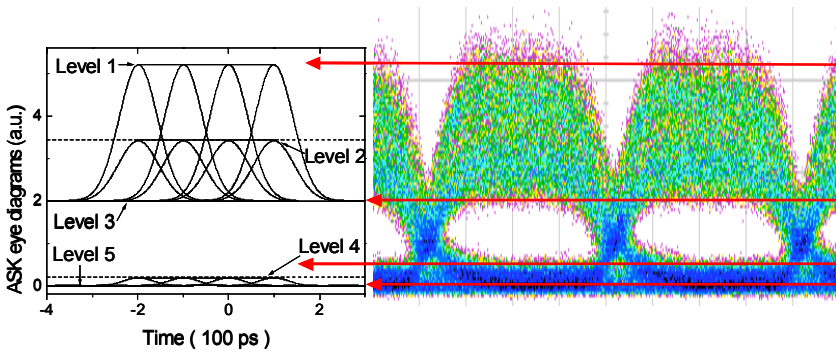 ASK eye diagrams (a.u.)
4
2
0
Level 1
Level 2
Level 3
Level 4
Level 5
-4 -2 0 2
Time ( 100 ps )